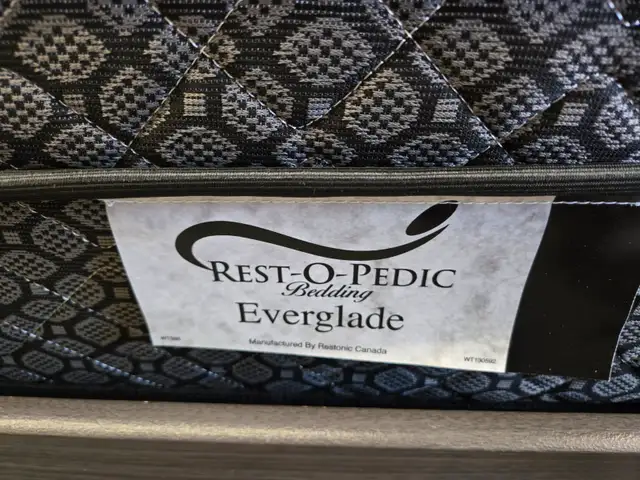 REST-O-PEDIC
Bedding
Everglade
Manufactured By Restonic Canada